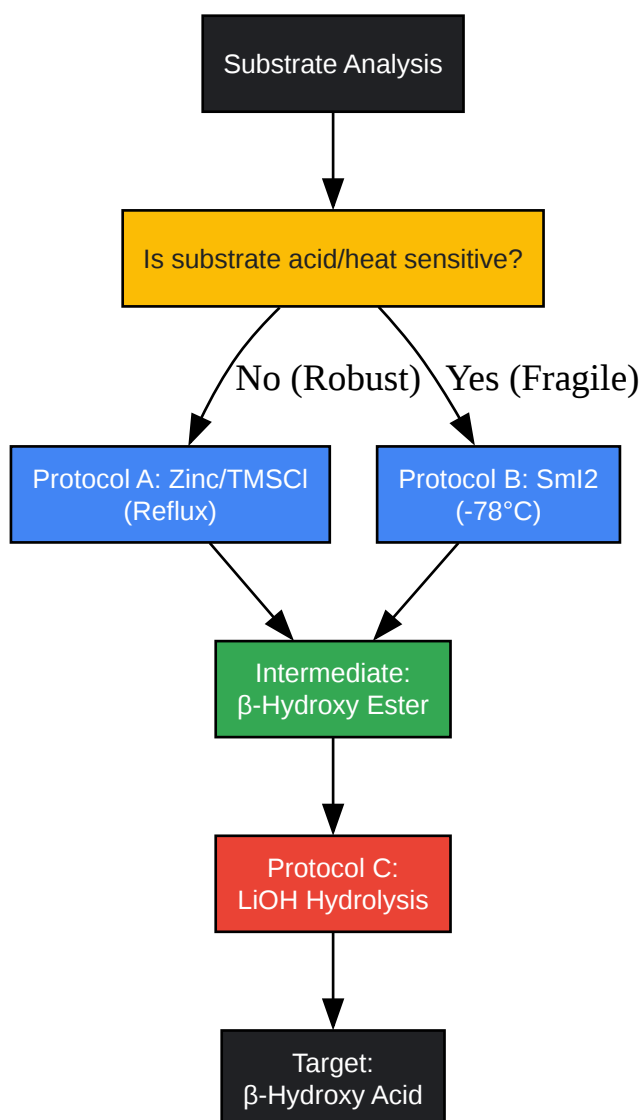 Substrate Analysis
Is substrate acid/heat sensitive?
No (Robust)
Yes (Fragile)
Protocol A: Zinc/TMSCl
(Reflux)
Protocol B: SmI2
(-78°C)
Intermediate:
β-Hydroxy Ester
Protocol C:
LiOH Hydrolysis
Target:
β-Hydroxy Acid